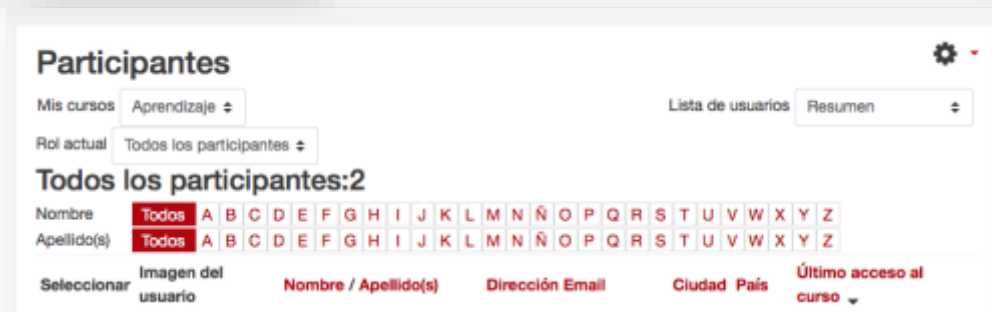 Participantes
Mis cursos Aprendizaje Lista de usuarios Resumen
Rol actual Todos los participantes
Todos los participantes:2
Nombre Todos A B C D E F G H I J K L M N Ñ O P Q R S T U V W X Y Z
Apellido(s) Todos A B C D E F G H I J K L M N Ñ O P Q R S T U V W X Y Z
Seleccionar Imagen del usuario Nombre / Apellido(s) Dirección Email Ciudad País Último acceso al curso